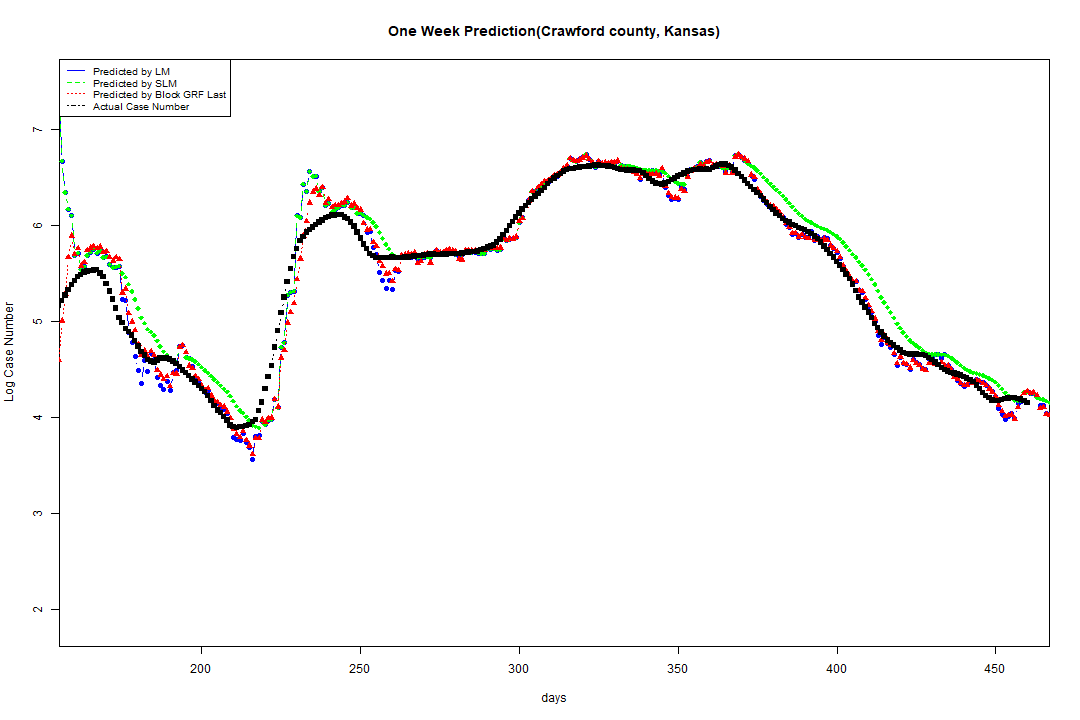 One Week Prediction(Crawford county, Kansas)
Predicted by LM
Predicted by SLM
Predicted by Block GRF Last
Actual Case Number
7
6
5
4
3
2
Log Case Number
200 250 300 350 400 450
days